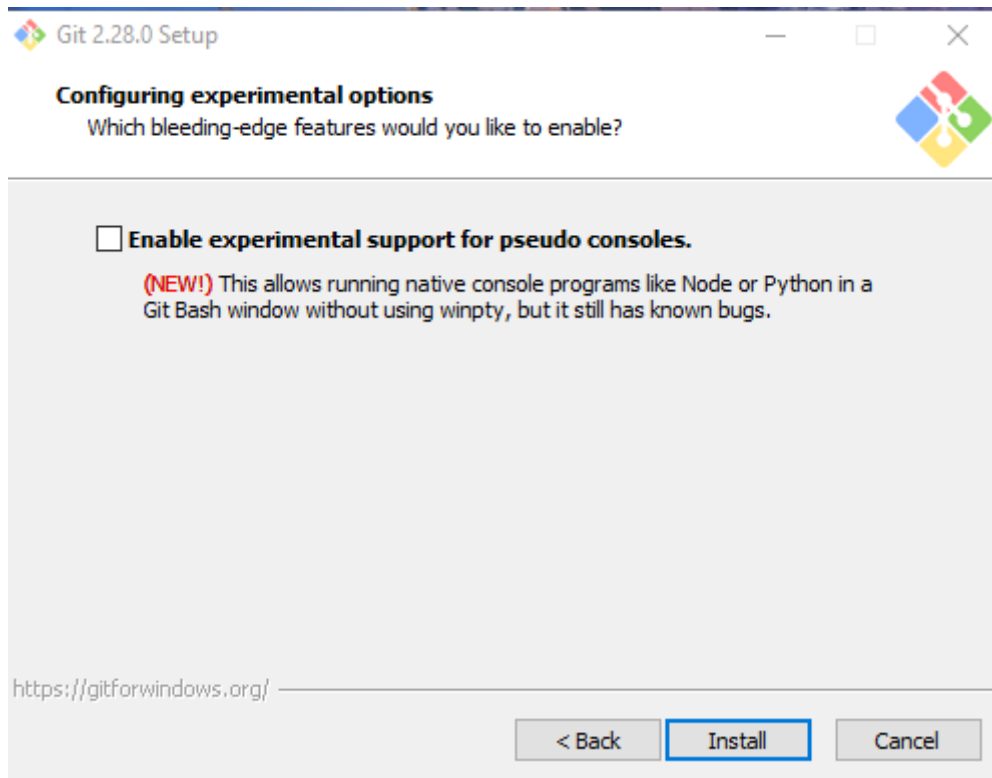 Git 2.28.0 Setup
Configuring experimental options
Which bleeding-edge features would you like to enable?
Enable experimental support for pseudo consoles.
(NEW!) This allows running native console programs like Node or Python in a
Git Bash window without using winpty, but it still has known bugs.
https://gitforwindows.org/
< Back Install Cancel